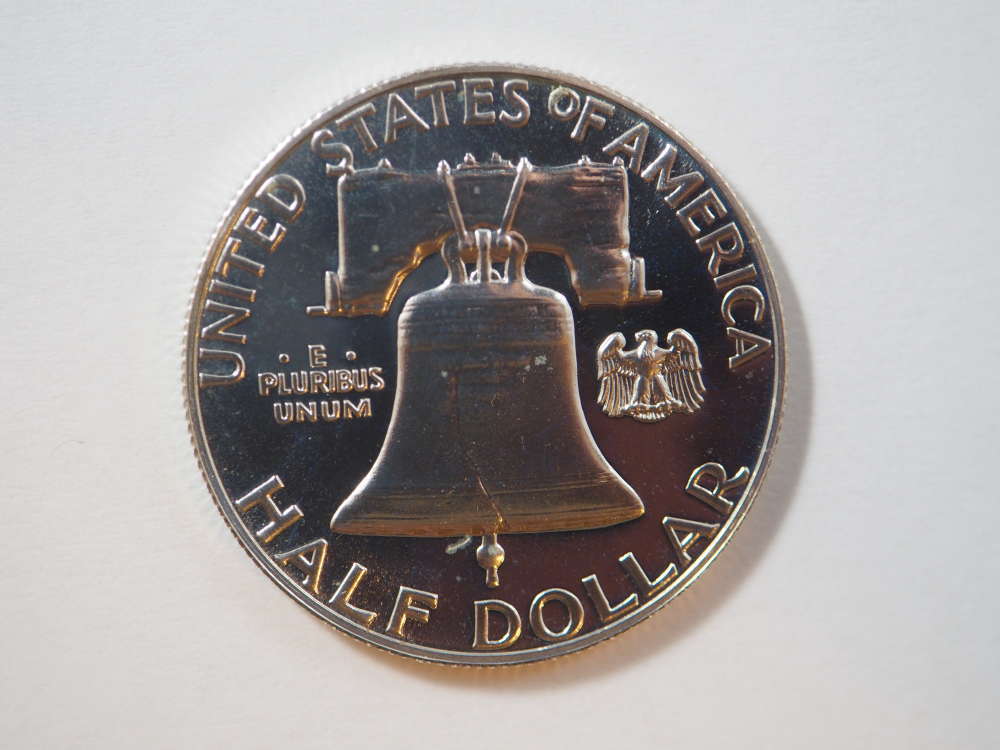 UNITED STATES OF AMERICA
· E ·
PLURIBUS
UNUM
HALF DOLLAR